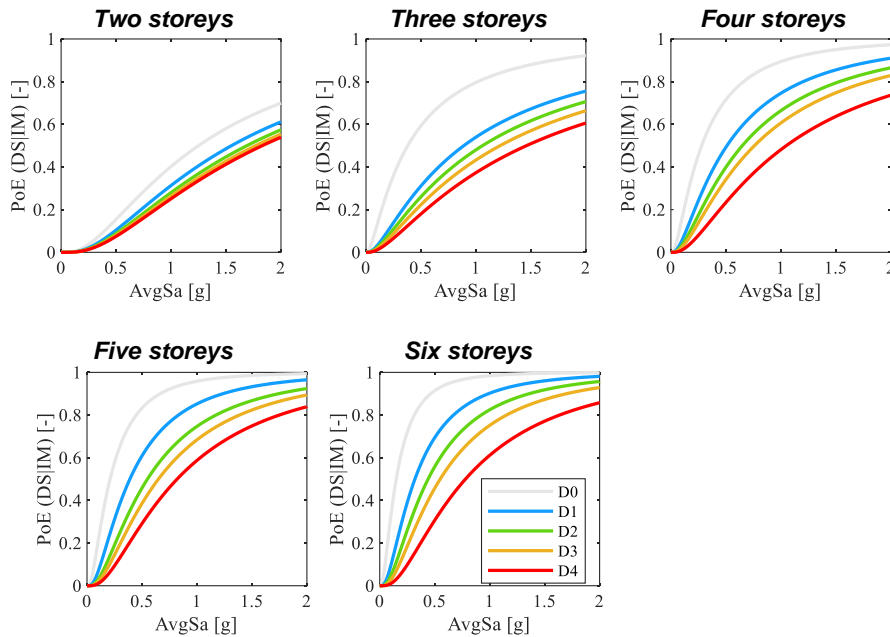 Two storeys
1
0.8
0.6
0.4
0.2
0
0 0.5 1 1.5 2
PoE (DS|IM) [-]
AvgSa [g]
Three storeys
1
0.8
0.6
0.4
0.2
0
0 0.5 1 1.5 2
PoE (DS|IM) [-]
AvgSa [g]
Four storeys
1
0.8
0.6
0.4
0.2
0
0 0.5 1 1.5 2
PoE (DS|IM) [-]
AvgSa [g]
Five storeys
1
0.8
0.6
0.4
0.2
0
0 0.5 1 1.5 2
PoE (DS|IM) [-]
AvgSa [g]
Six storeys
1
0.8
0.6
0.4
0.2
0
0 0.5 1 1.5 2
PoE (DS|IM) [-]
AvgSa [g]
D0
D1
D2
D3
D4